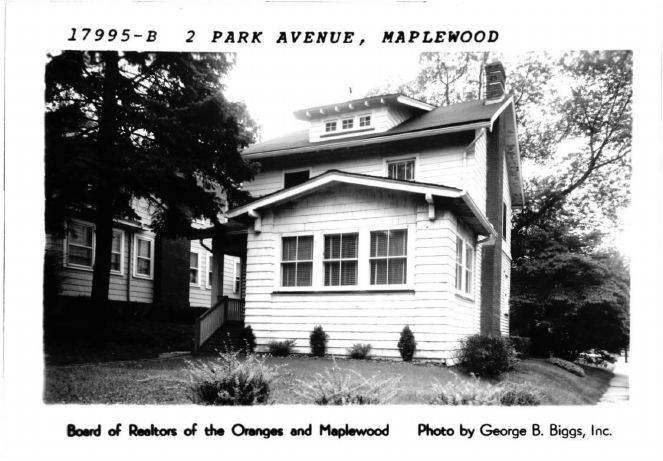 17995-B 2 PARK AVENUE, MAPLEWOOD
Board of Realtors of the Oranges and Maplewood Photo by George B. Biggs, Inc.